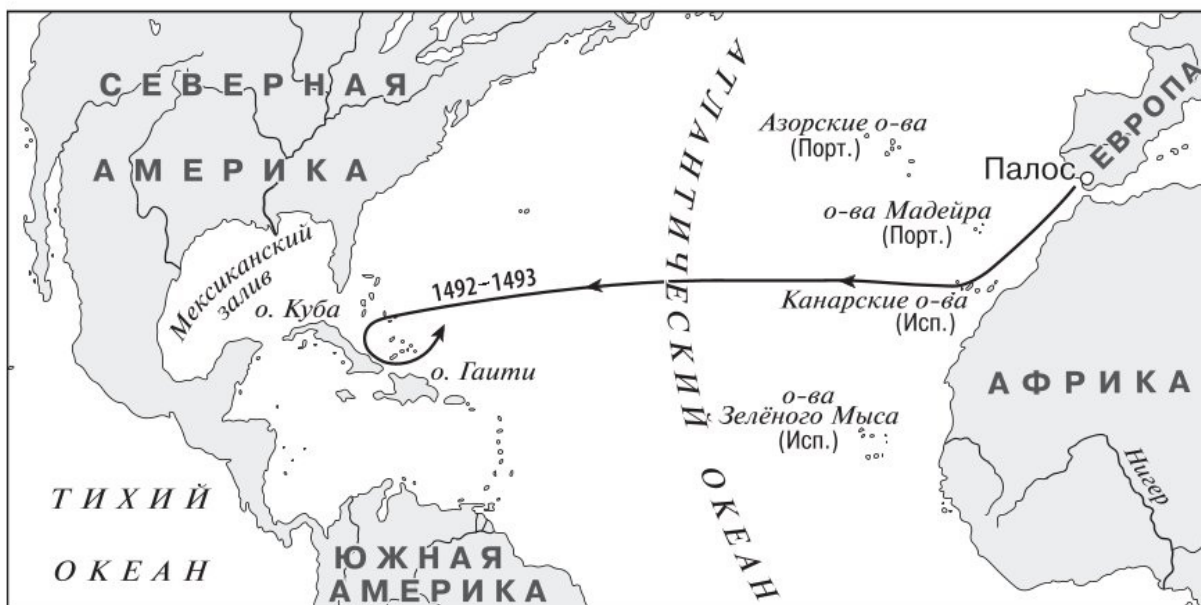 СЕВЕРНАЯ
АМЕРИКА
АТЛАНТИЧЕСКИЙ ОКЕАН
ЕВРОПА
Азорские о-ва
(Порт.)
Палос
о-ва Мадейра
(Порт.)
Мексиканский
залив
1492–1493
о. Куба
Канарские о-ва
(Исп.)
о. Гаити
АФРИКА
о-ва
Зелёного Мыса
(Исп.)
Нигер
ТИХИЙ
ОКЕАН
ЮЖНАЯ
АМЕРИКА